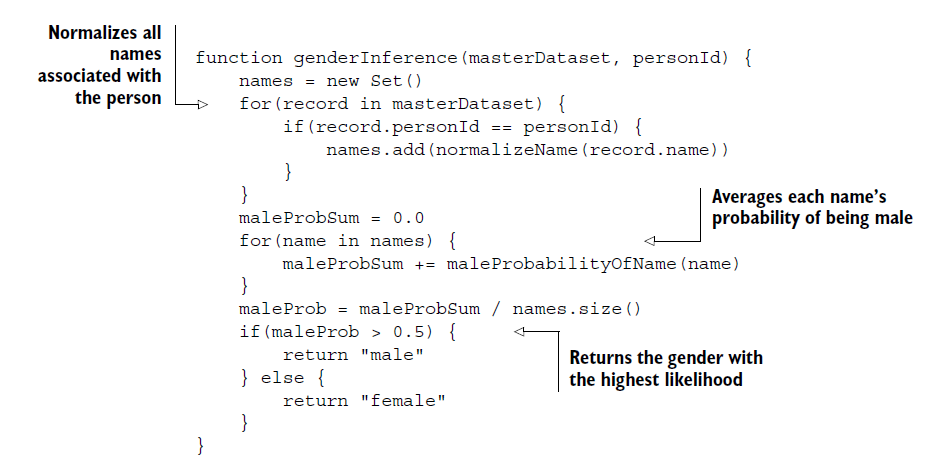 Normalizes all
names
associated with
the person
function genderInference(masterDataset, personId) {
    names = new Set()
    for(record in masterDataset) {
        if(record.personId == personId) {
            names.add(normalizeName(record.name))
        }
    }
    maleProbSum = 0.0
    for(name in names) {
        maleProbSum += maleProbabilityOfName(name)
    }
    maleProb = maleProbSum / names.size()
    if(maleProb > 0.5) {
        return "male"
    } else {
        return "female"
    }
}
Averages each name’s
probability of being male
Returns the gender with
the highest likelihood